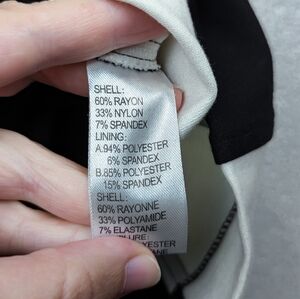 SHELL:
60% RAYON
33% NYLON
7% SPANDEX
LINING:
A.94% POLYESTER
6% SPANDEX
B.85% POLYESTER
15% SPANDEX
SHELL:
60% RAYONNE
33% POLYAMIDE
7% ELASTANE